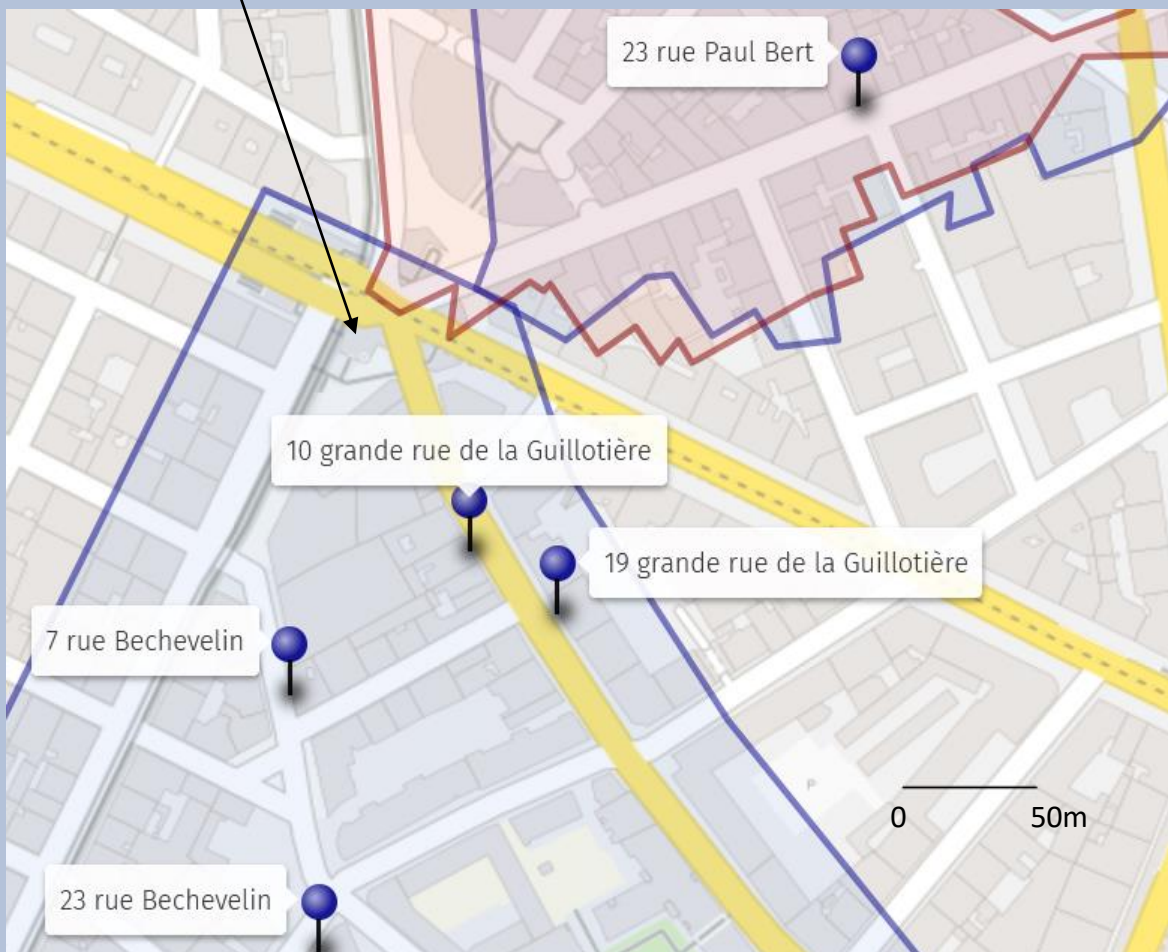 23 rue Paul Bert
10 grande rue de la Guillotière
19 grande rue de la Guillotière
7 rue Bechevelin
0 50m
23 rue Bechevelin